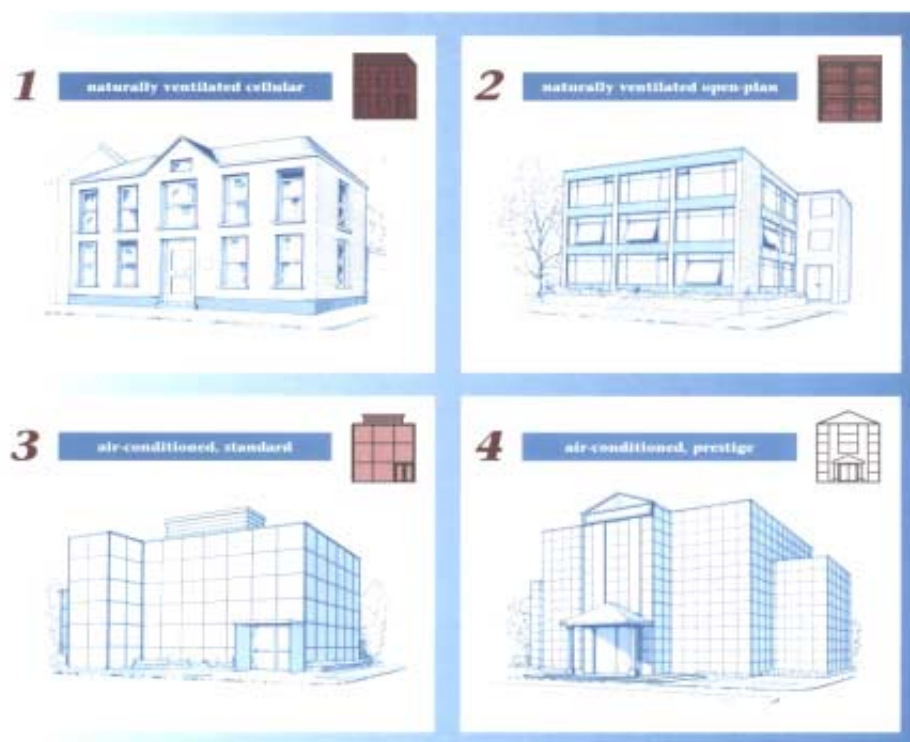 1
naturally ventilated cellular
2
naturally ventilated open-plan
3
air-conditioned, standard
4
air-conditioned, prestige